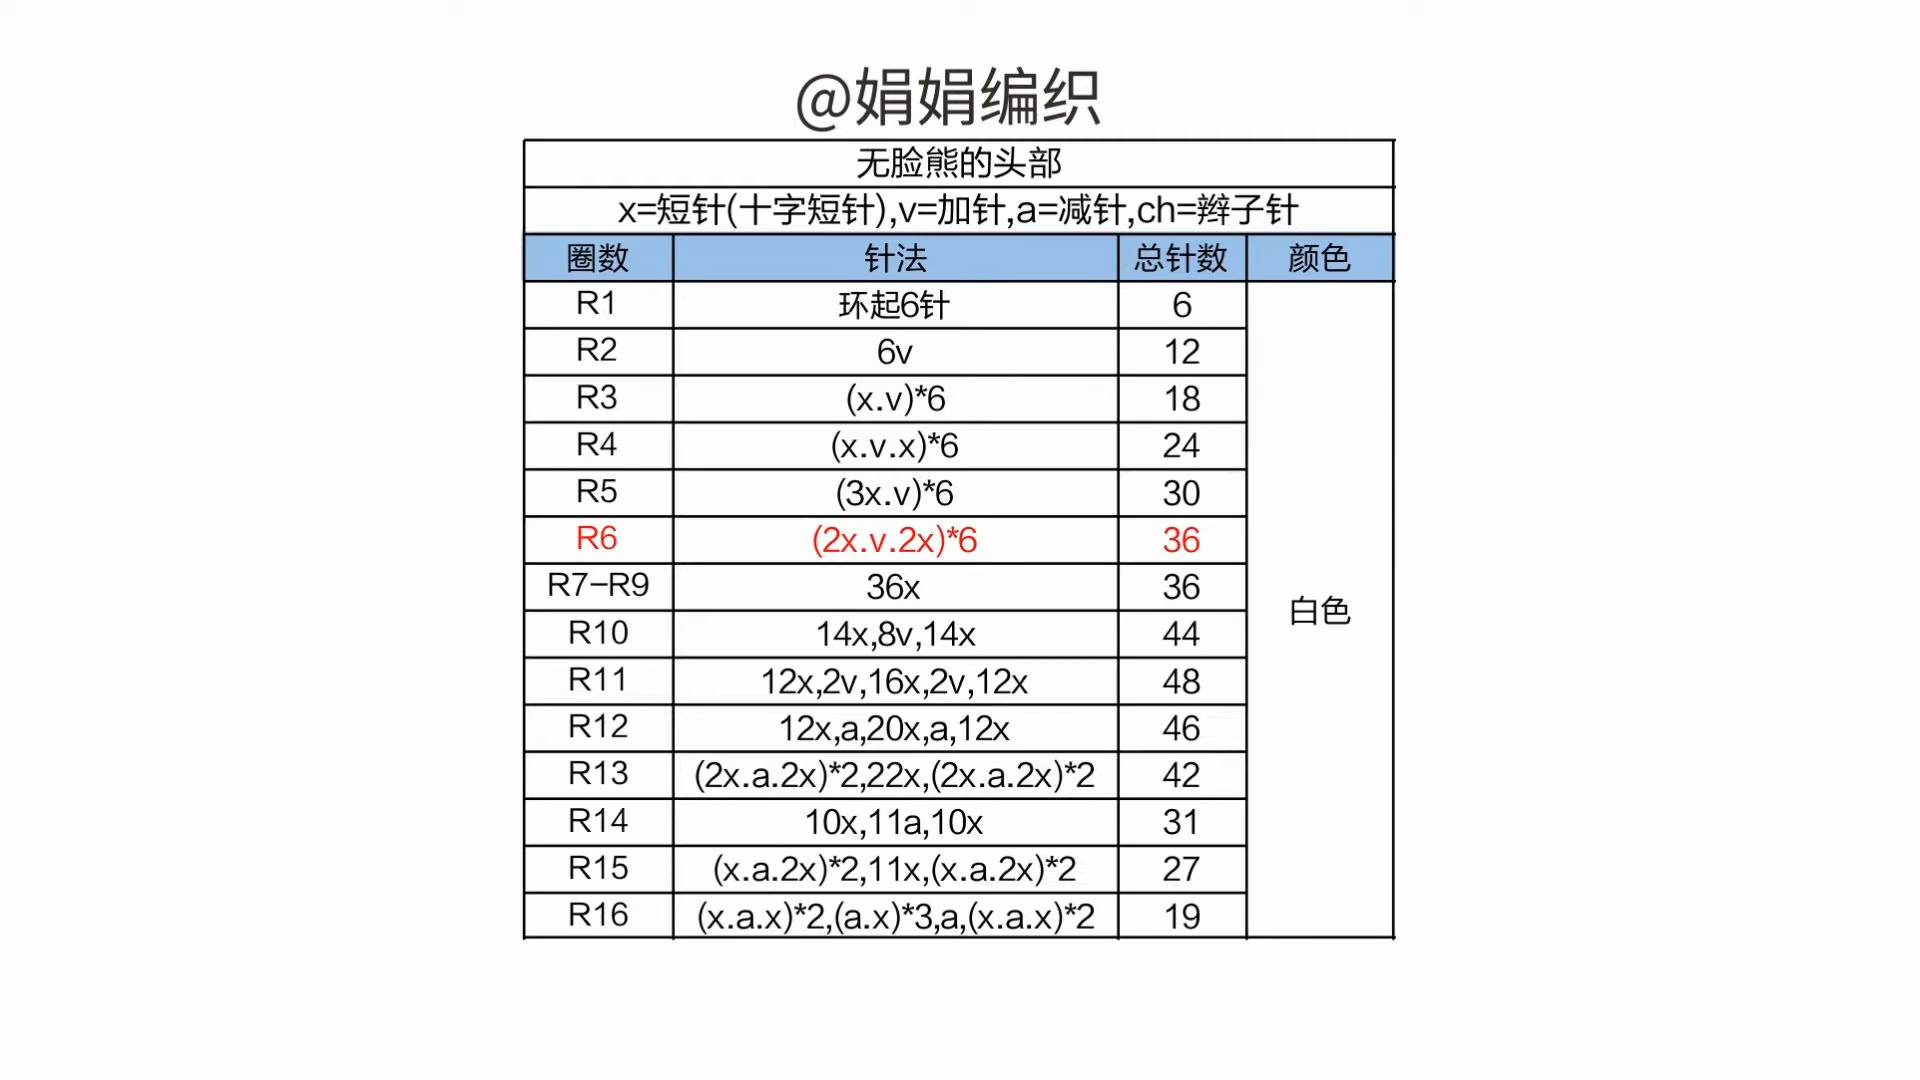 @娟娟编织
无脸熊的头部
x=短针(十字短针),v=加针,a=减针,ch=辫子针
圈数 针法 总针数 颜色
R1 环起6针 6
R2 6v 12
R3 (x.v)*6 18
R4 (x.v.x)*6 24
R5 (3x.v)*6 30
R6 (2x.v.2x)*6 36
R7-R9 36x 36
白色
R10 14x,8v,14x 44
R11 12x,2v,16x,2v,12x 48
R12 12x,a,20x,a,12x 46
R13 (2x.a.2x)*2,22x,(2x.a.2x)*2 42
R14 10x,11a,10x 31
R15 (x.a.2x)*2,11x,(x.a.2x)*2 27
R16 (x.a.x)*2,(a.x)*3,a,(x.a.x)*2 19